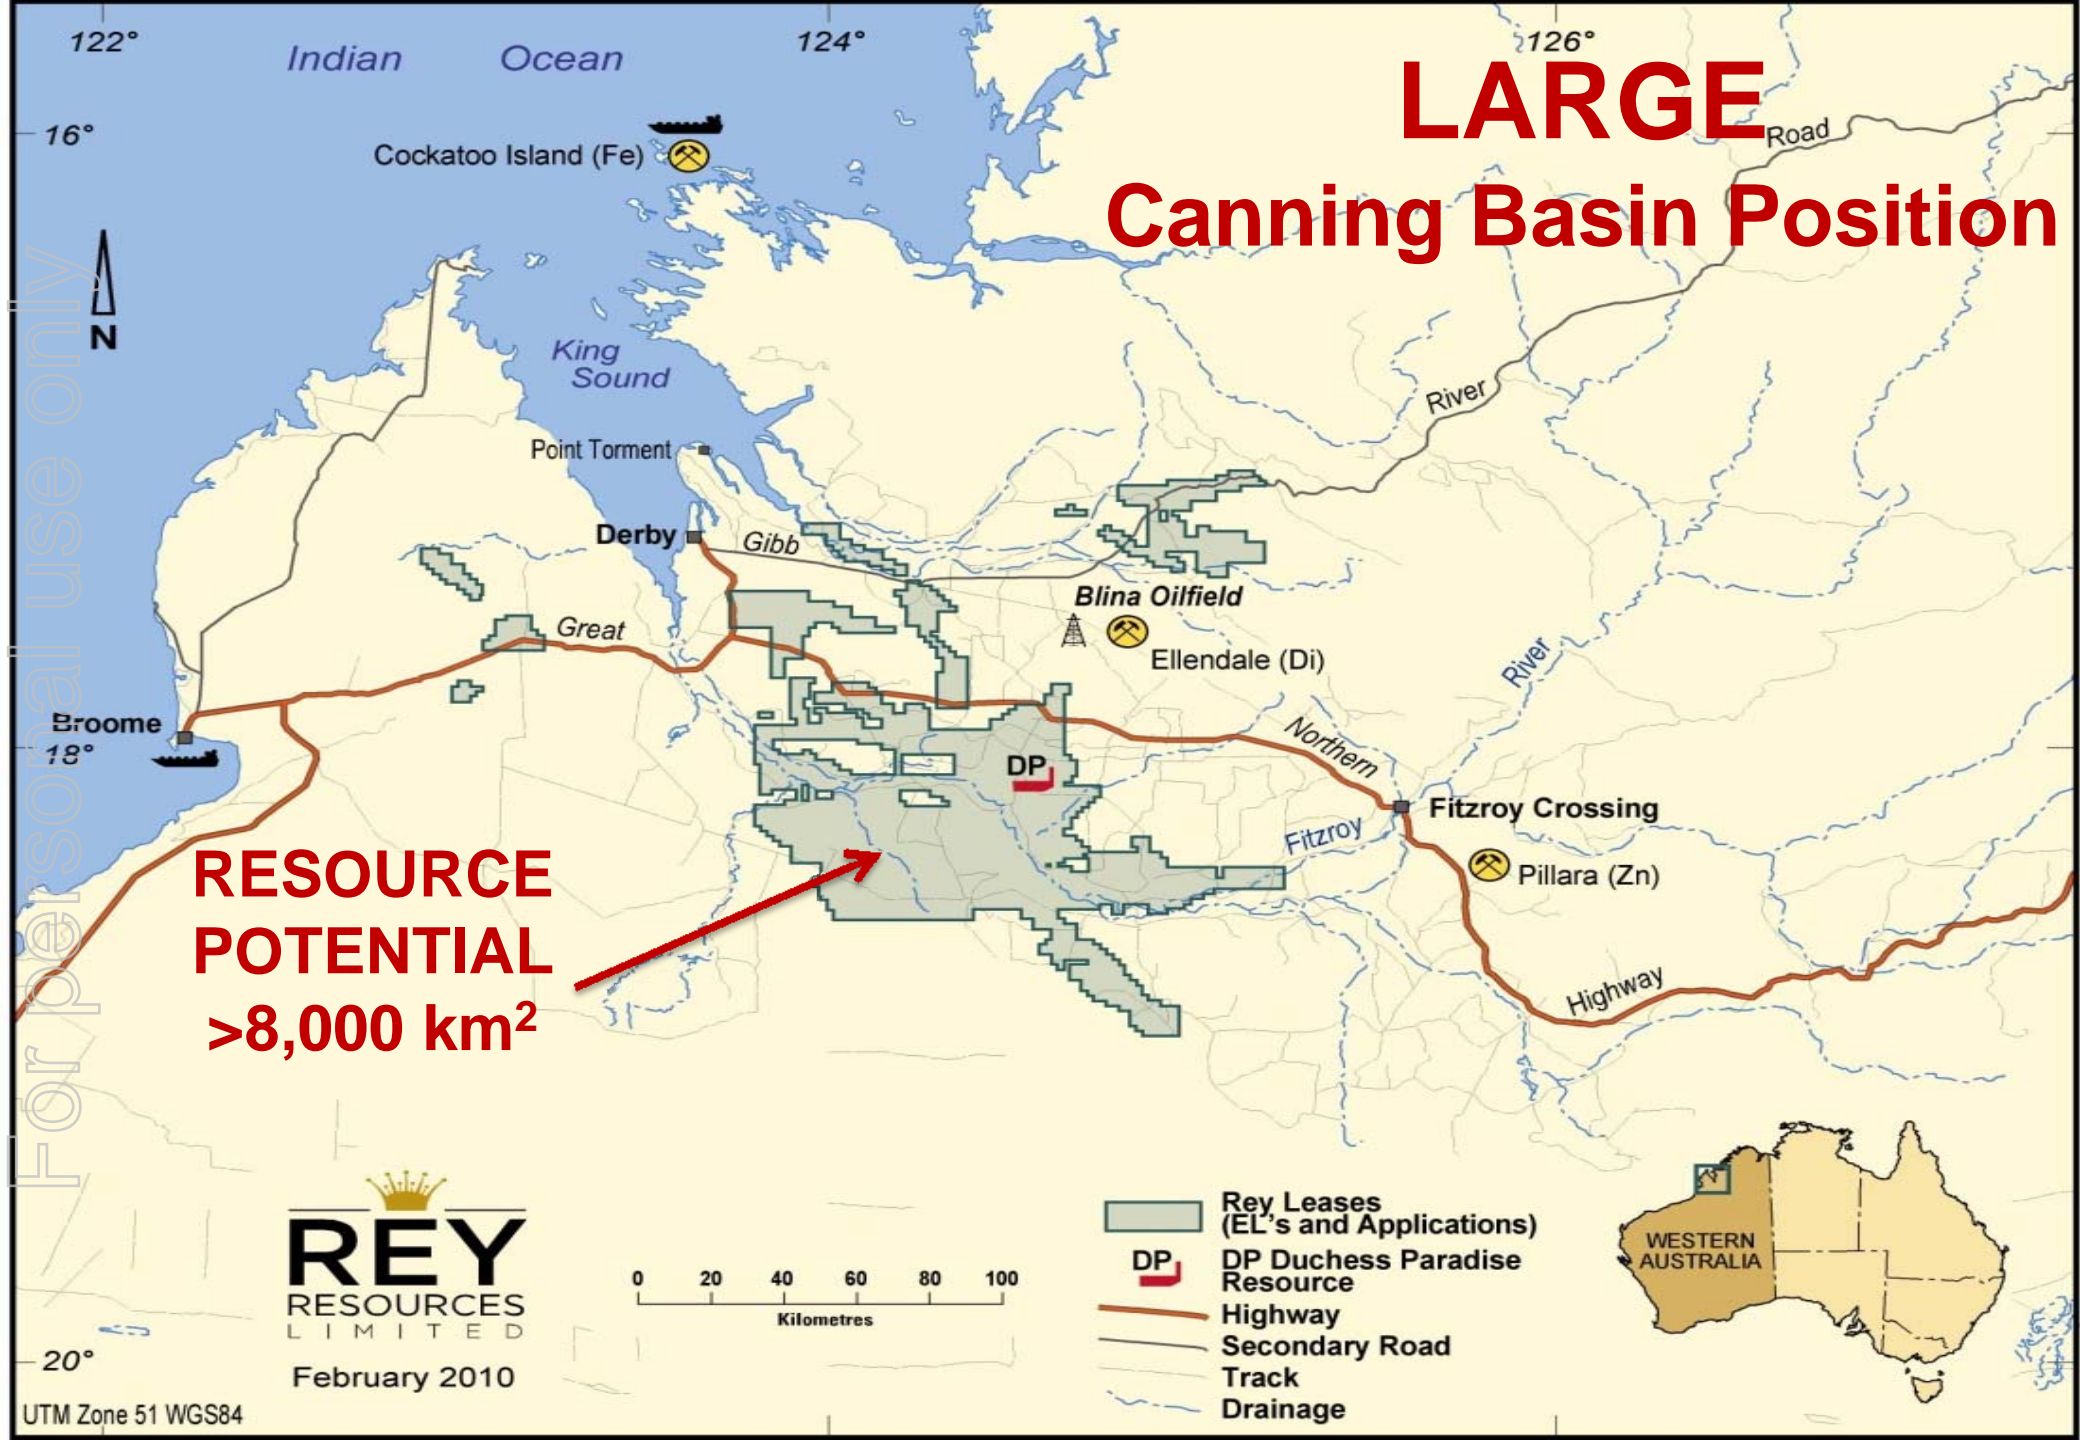 122°
124°
126°
Indian Ocean
LARGE
Canning Basin Position
16°
Cockatoo Island (Fe)
Road
N
King
Sound
River
Point Torment
Derby
Gibb
Blina Oilfield
Great
Ellendale (Di)
River
Broome
18°
Northern
DP
Fitzroy Crossing
Fitzroy
Pillara (Zn)
RESOURCE
POTENTIAL
>8,000 km²
Highway
For personal use only
REY
RESOURCES
LIMITED
February 2010
0 20 40 60 80 100
Kilometres
Rey Leases
(EL's and Applications)
DP
DP Duchess Paradise
Resource
Highway
Secondary Road
Track
Drainage
WESTERN
AUSTRALIA
20°
UTM Zone 51 WGS84